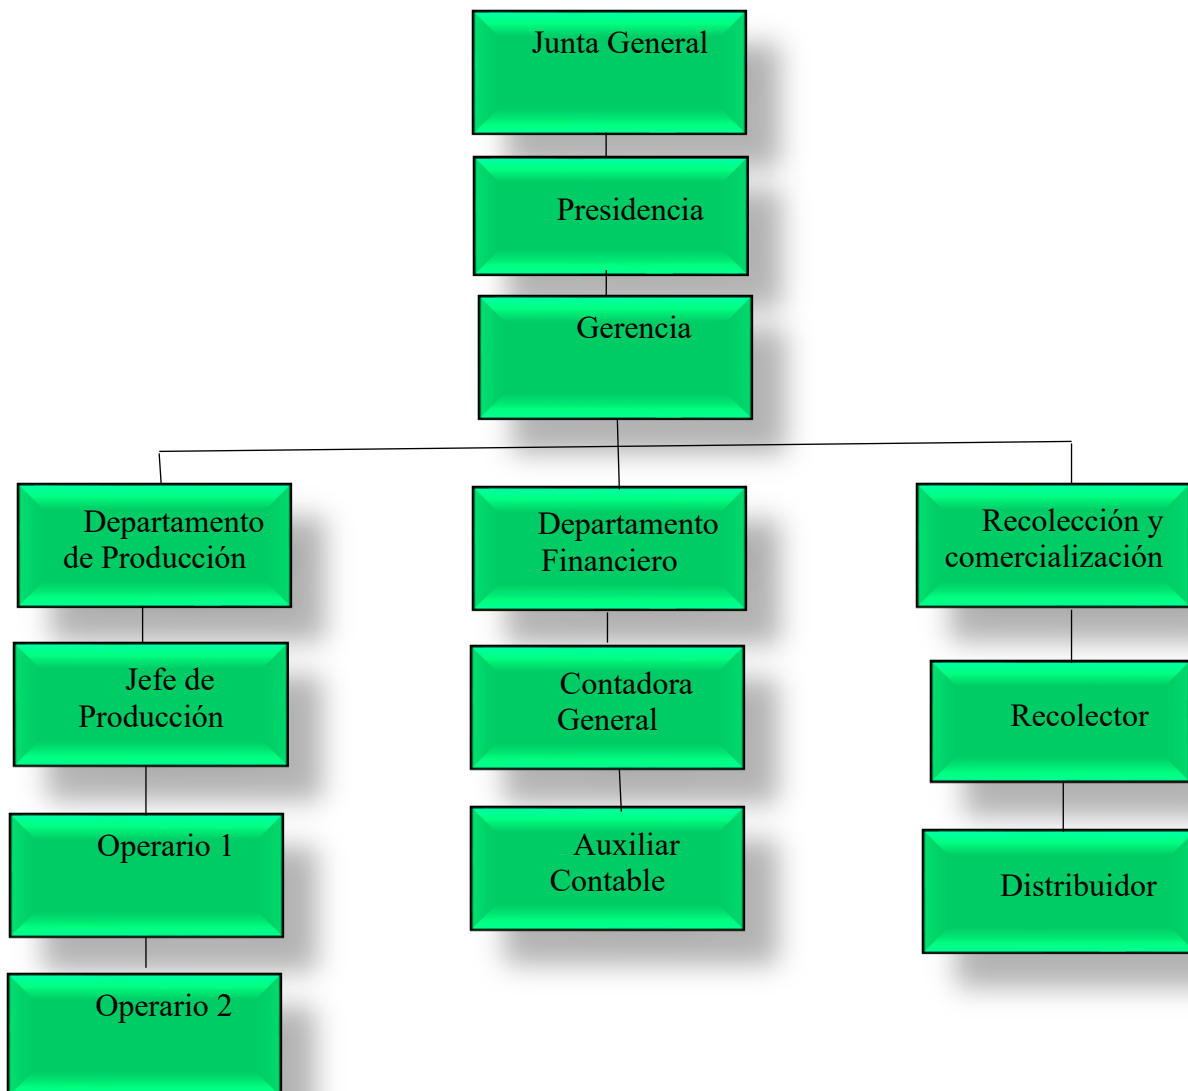 Junta General
Presidencia
Gerencia
Departamento
de Producción
Departamento
Financiero
Recolección y
comercialización
Jefe de
Producción
Contadora
General
Recolector
Operario 1
Auxiliar
Contable
Distribuidor
Operario 2